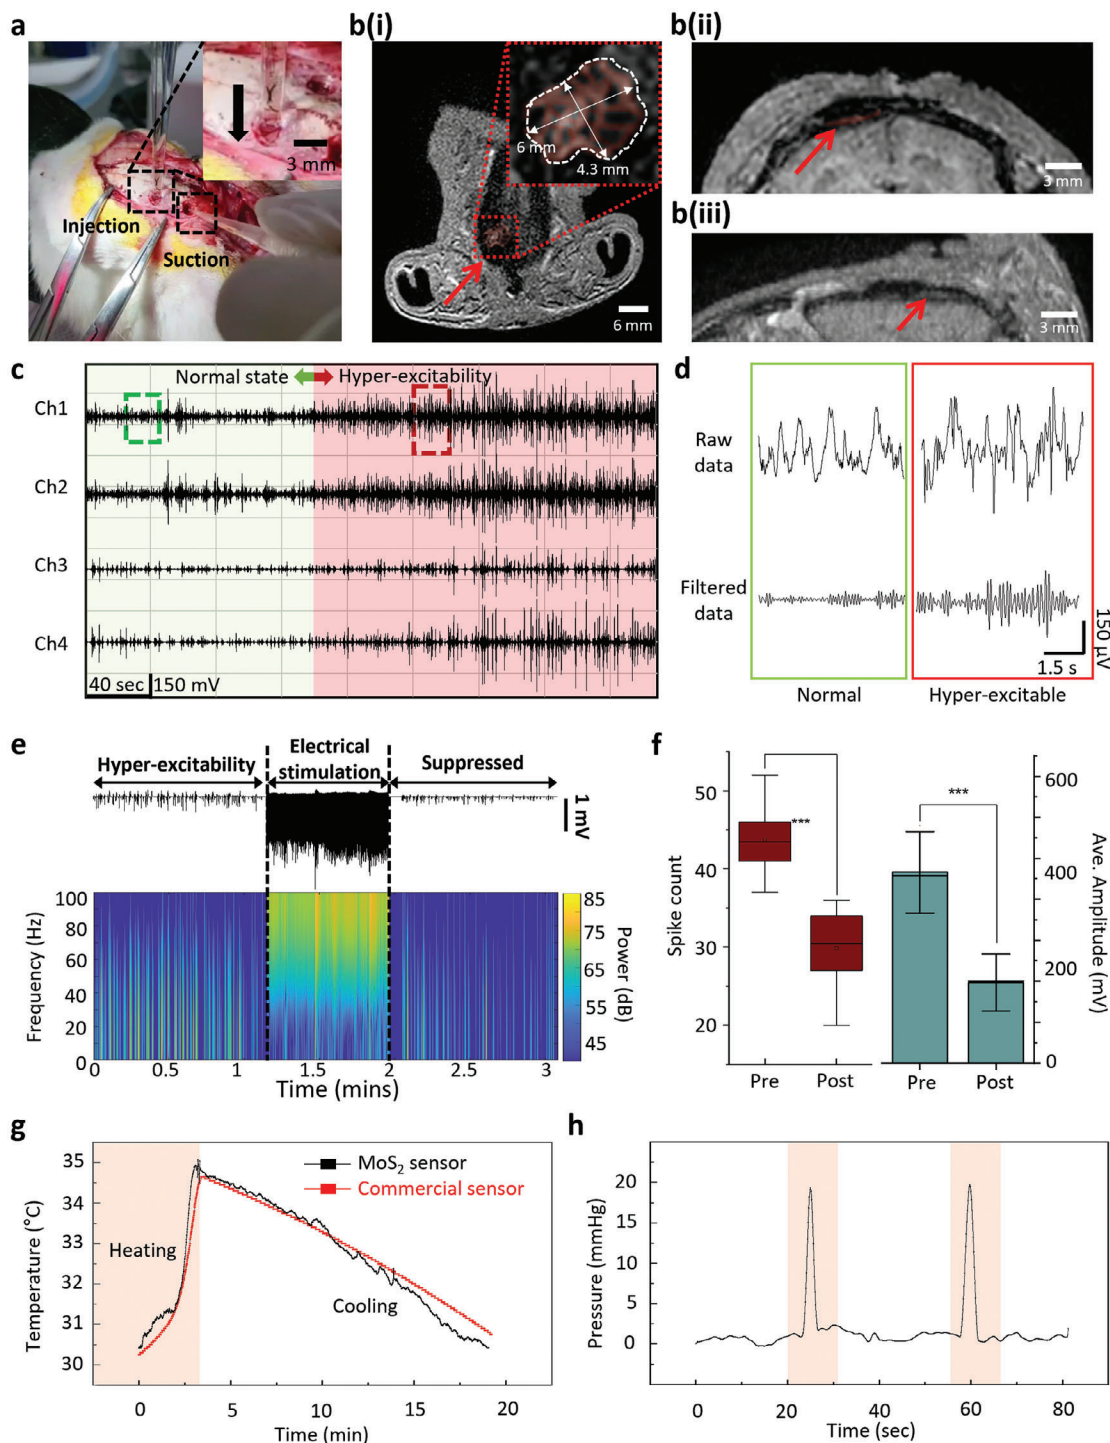 a
3 mm
Injection
Suction
b(i)
6 mm
4.3 mm
6 mm
b(ii)
3 mm
b(iii)
3 mm
c
Normal state
Hyper-excitability
Ch1
Ch2
Ch3
Ch4
40 sec
150 mV
d
Raw
data
Filtered
data
150 µV
1.5 s
Normal
Hyper-excitable
e
Hyper-excitability
Electrical
stimulation
Suppressed
1 mV
100
80
60
40
20
0
Frequency (Hz)
0
1
1.5
2
2.5
3
Time (mins)
85
75
65
55
45
Power (dB)
f
50
40
30
20
Spike count
***
***
600
400
200
0
Ave. Amplitude (mV)
Pre
Post
Pre
Post
g
35
34
33
32
31
30
Temperature (°C)
MoS2 sensor
Commercial sensor
Heating
Cooling
0
5
10
15
20
Time (min)
h
20
15
10
5
0
Pressure (mmHg)
0
20
40
60
80
Time (sec)